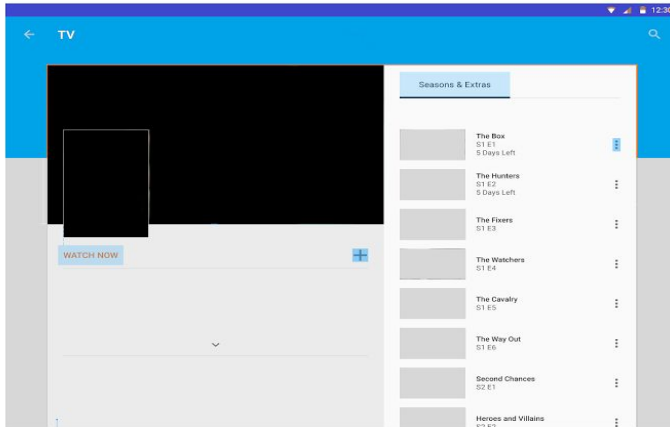 12:30
TV
Seasons & Extras
The Box
S1 E1
5 Days Left
The Hunters
S1 E2
5 Days Left
The Fixers
S1 E3
WATCH NOW
The Watchers
S1 E4
The Cavalry
S1 E5
The Way Out
S1 E6
Second Chances
S2 E1
Heroes and Villains
S2 E2